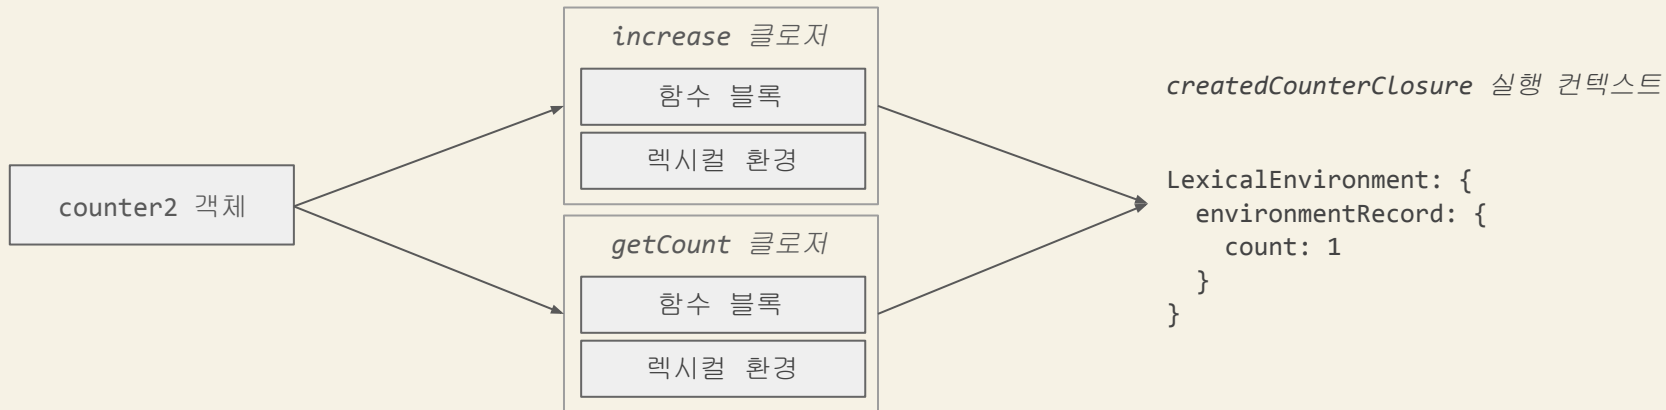 counter2 객체
increase 클로저
함수 블록
렉시컬 환경
getCount 클로저
함수 블록
렉시컬 환경
createdCounterClosure 실행 컨텍스트
LexicalEnvironment: {
  environmentRecord: {
    count: 1
  }
}